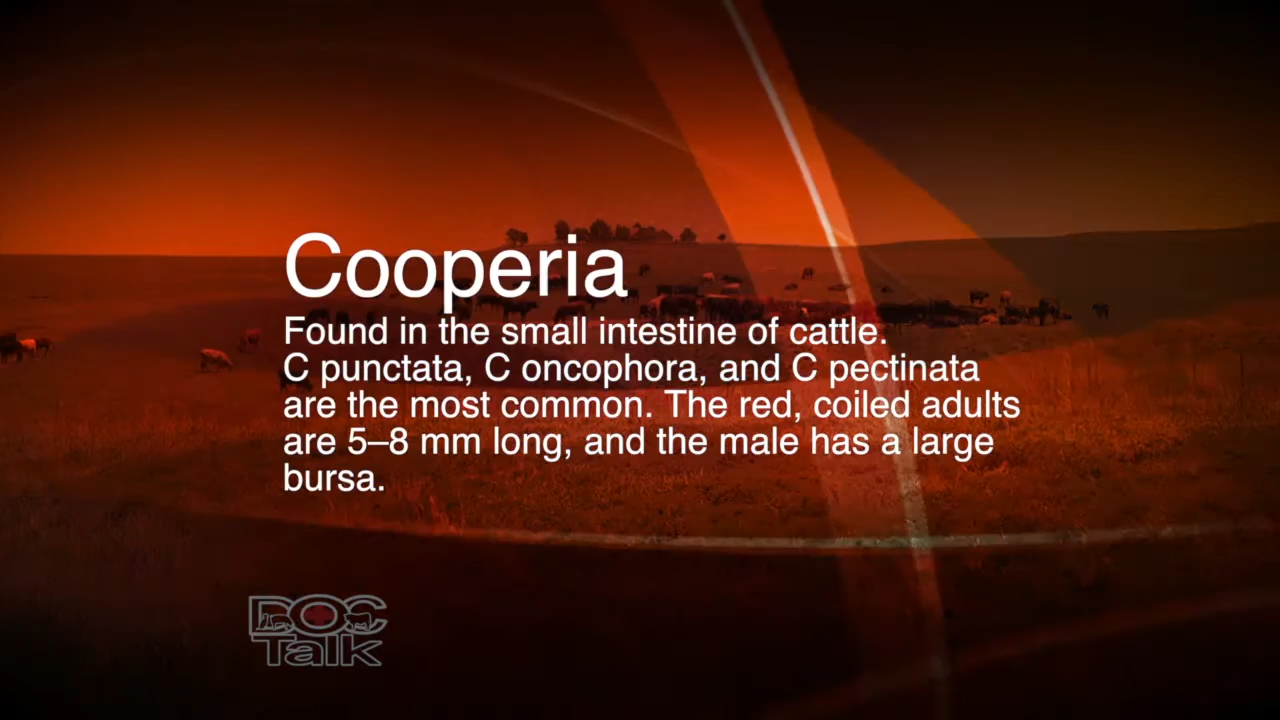 Cooperia
Found in the small intestine of cattle.
C punctata, C oncophora, and C pectinata
are the most common. The red, coiled adults
are 5–8 mm long, and the male has a large
bursa.
DOC
Talk